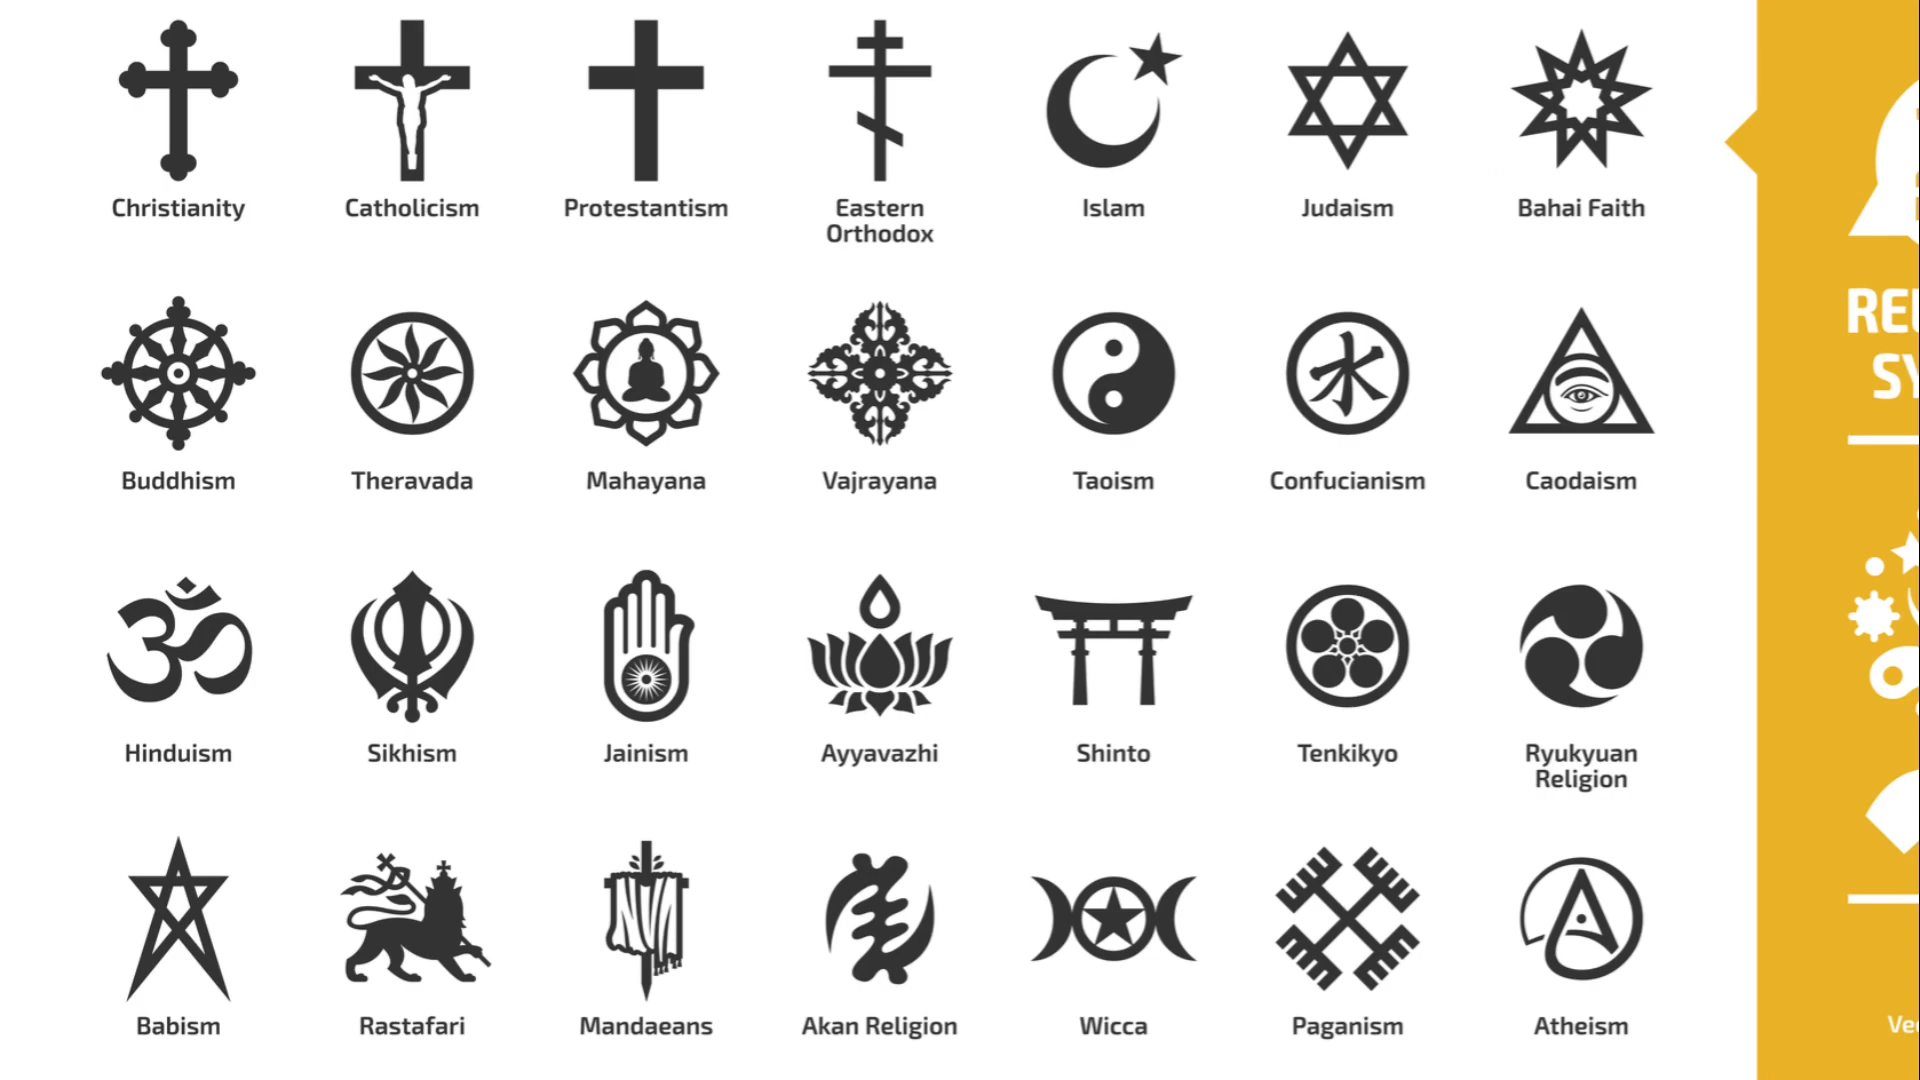 Christianity
Catholicism
Protestantism
Eastern
Orthodox
Islam
Judaism
Bahai Faith
Buddhism
Theravada
Mahayana
Vajrayana
Taoism
Confucianism
Caodaism
Hinduism
Sikhism
Jainism
Ayyavazhi
Shinto
Tenkikyo
Ryukyuan
Religion
Babism
Rastafari
Mandaeans
Akan Religion
Wicca
Paganism
Atheism